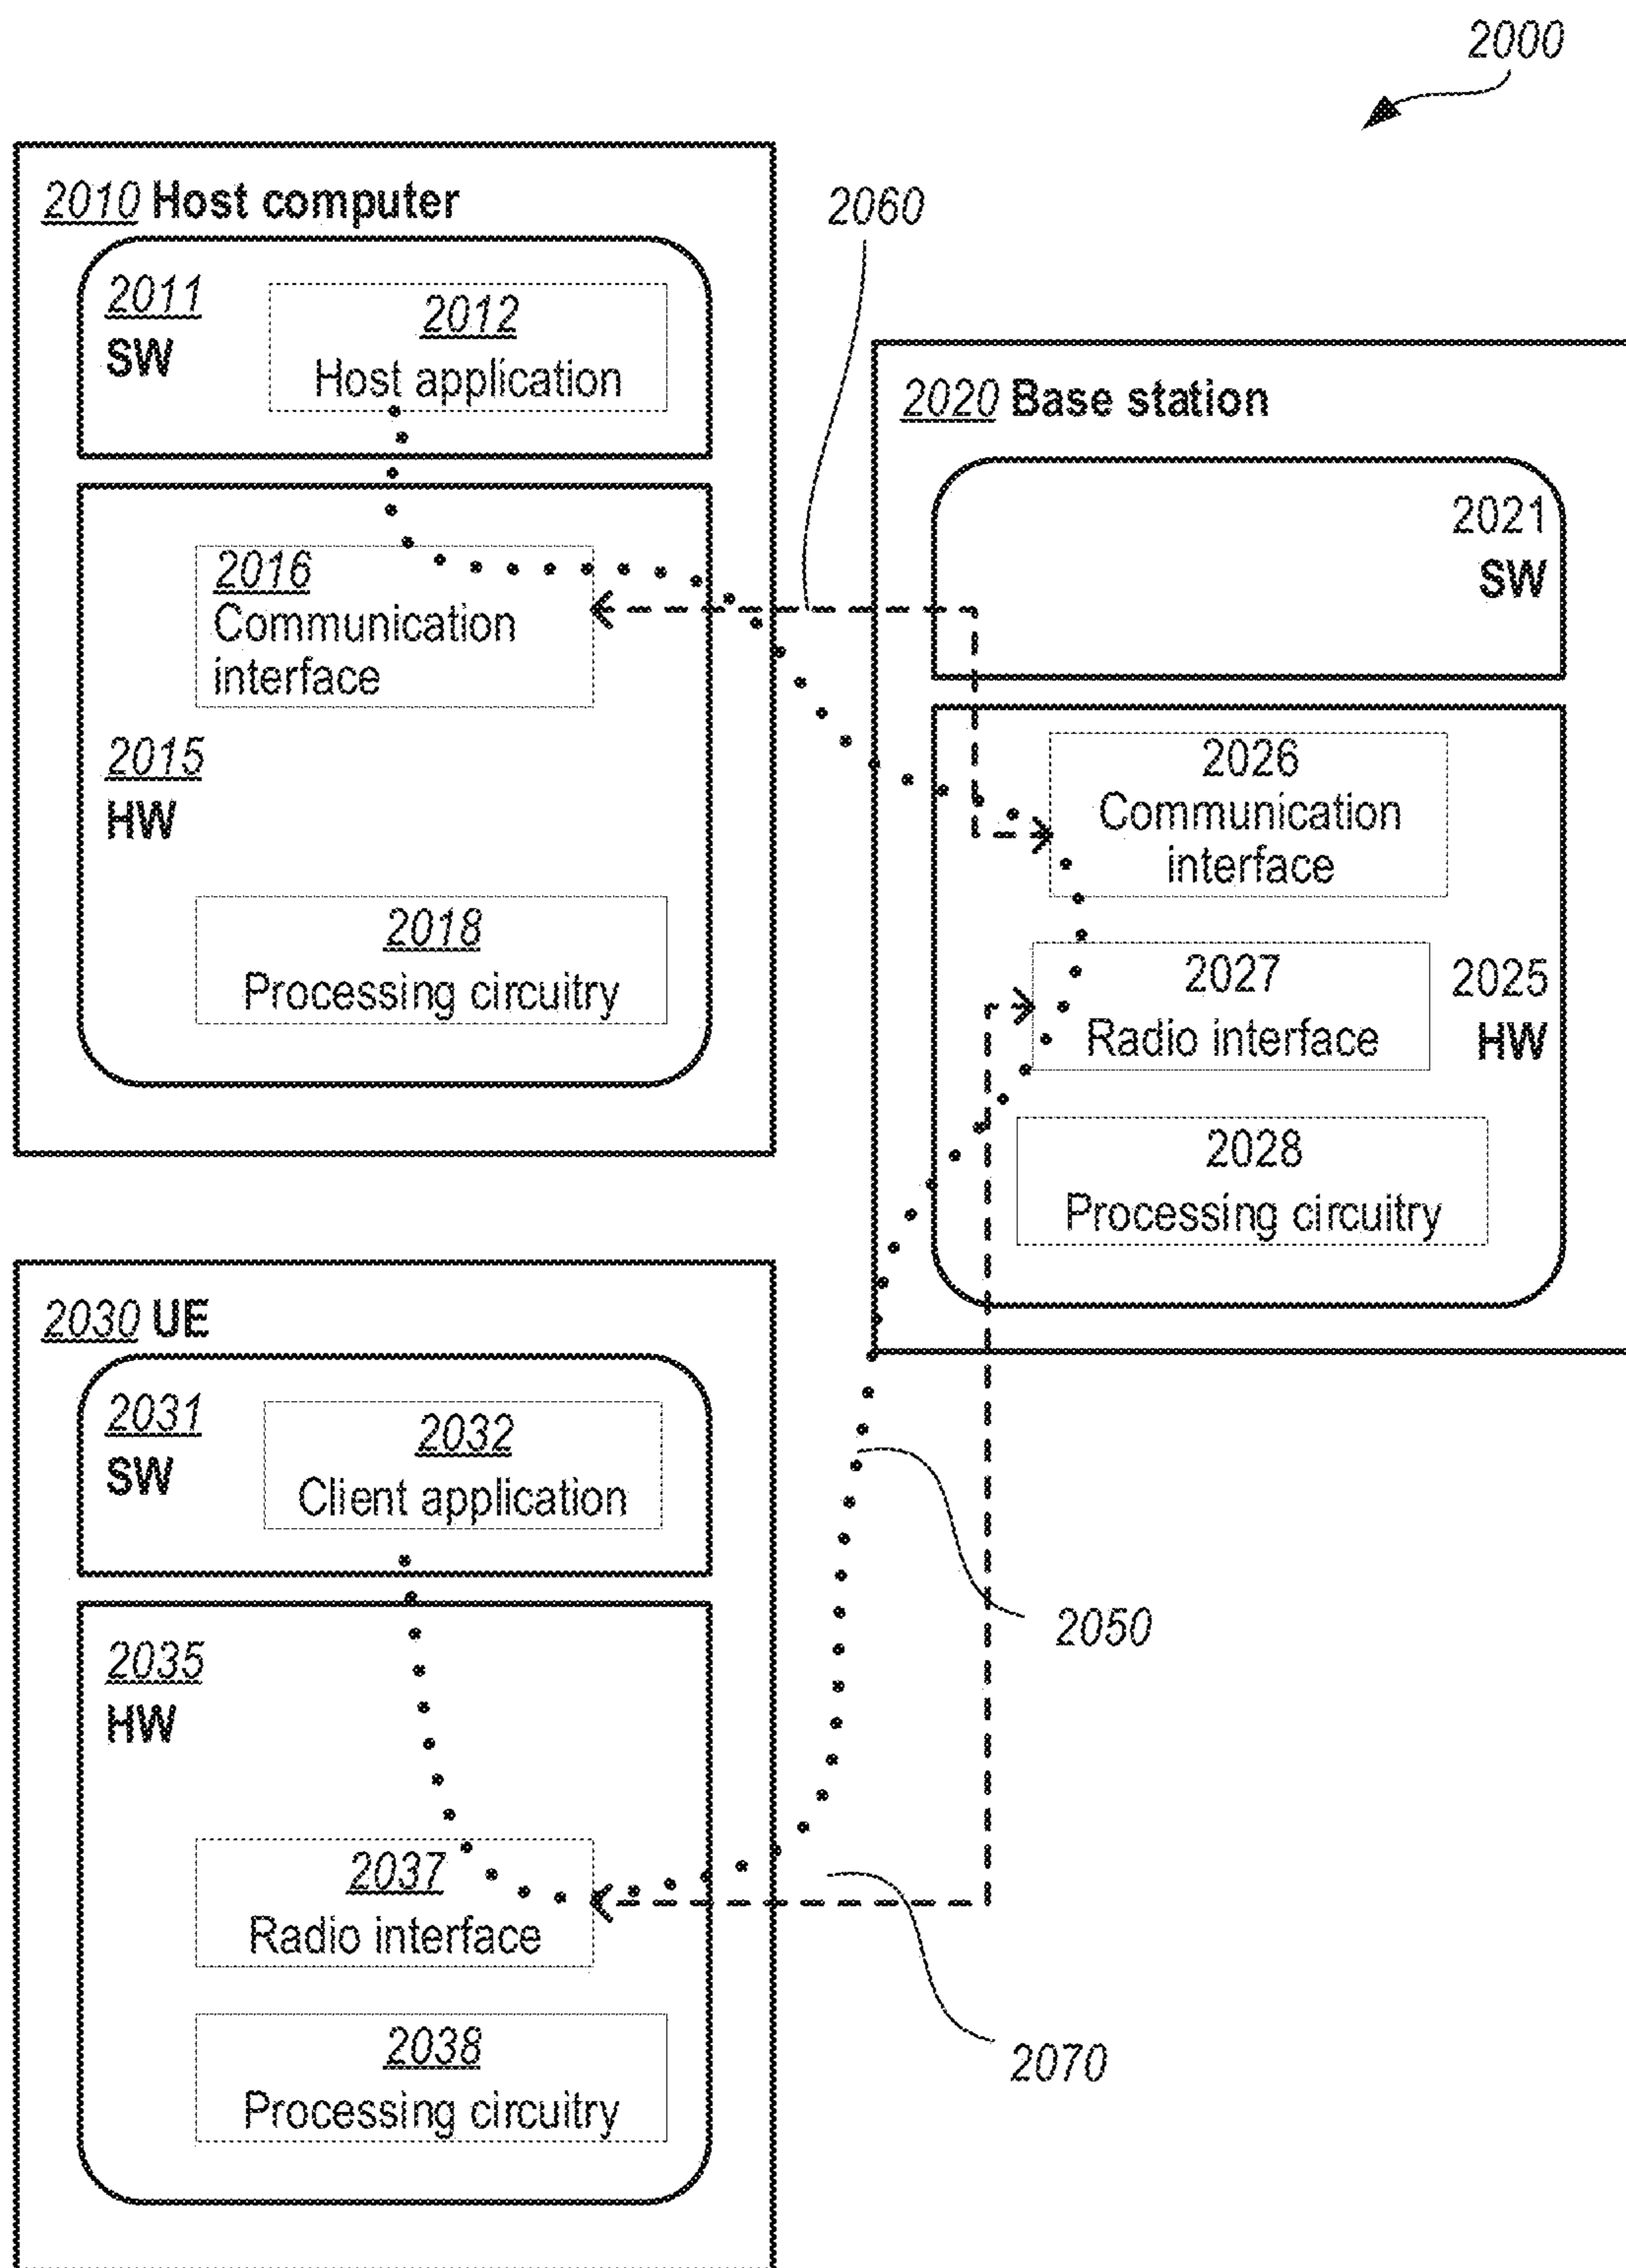 2000
2010 Host computer
2011
SW
2012
Host application
2016
Communication
interface
2015
HW
2018
Processing circuitry
2060
2020 Base station
2021
SW
2026
Communication
interface
2027
Radio interface
2025
HW
2028
Processing circuitry
2030 UE
2031
SW
2032
Client application
2035
HW
2037
Radio interface
2038
Processing circuitry
2050
2070